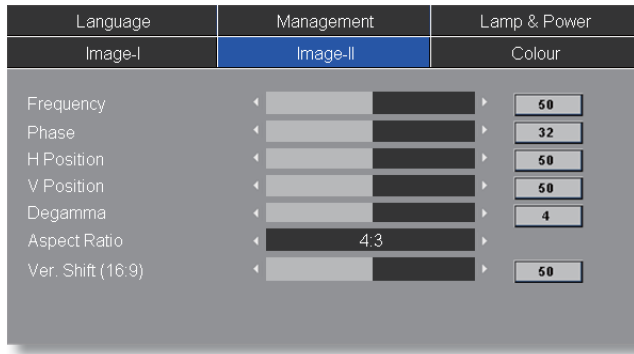 Language Management Lamp & Power
Image-I Image-II Colour
Frequency 50
Phase 32
H Position 50
V Position 50
Degamma 4
Aspect Ratio 4:3
Ver. Shift (16:9) 50